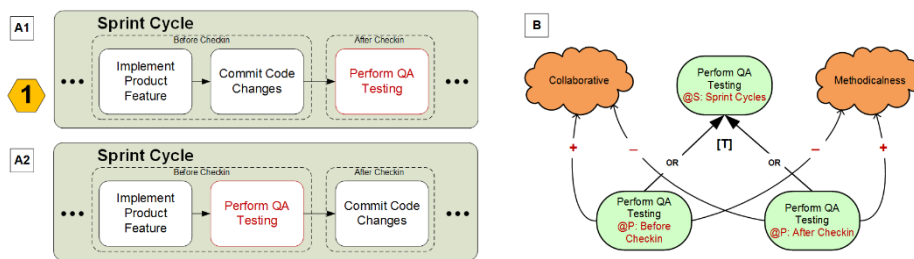 A1
Sprint Cycle
Before Checkin
After Checkin
Implement
Product
Feature
Commit Code
Changes
Perform QA
Testing
1
A2
Sprint Cycle
Before Checkin
After Checkin
Implement
Product
Feature
Perform QA
Testing
Commit Code
Changes
B
Collaborative
Perform QA
Testing
@S: Sprint Cycles
Methodicalness
[T]
+
–
OR
OR
–
+
Perform QA
Testing
@P: Before
Checkin
Perform QA
Testing
@P: After Checkin